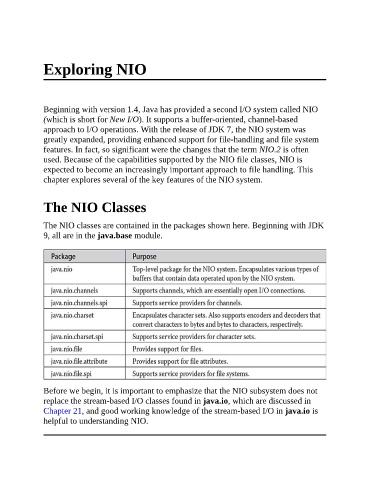 Exploring NIO
Beginning with version 1.4, Java has provided a second I/O system called NIO
(which is short for New I/O). It supports a buffer-oriented, channel-based
approach to I/O operations. With the release of JDK 7, the NIO system was
greatly expanded, providing enhanced support for file-handling and file system
features. In fact, so significant were the changes that the term NIO.2 is often
used. Because of the capabilities supported by the NIO file classes, NIO is
expected to become an increasingly important approach to file handling. This
chapter explores several of the key features of the NIO system.
The NIO Classes
The NIO classes are contained in the packages shown here. Beginning with JDK
9, all are in the java.base module.
Package Purpose
java.nio Top-level package for the NIO system. Encapsulates various types of
buffers that contain data operated upon by the NIO system.
java.nio.channels Supports channels, which are essentially open I/O connections.
java.nio.channels.spi Supports service providers for channels.
java.nio.charset Encapsulates character sets. Also supports encoders and decoders that
convert characters to bytes and bytes to characters, respectively.
java.nio.charset.spi Supports service providers for character sets.
java.nio.file Provides support for files.
java.nio.file.attribute Provides support for file attributes.
java.nio.file.spi Supports service providers for file systems.
Before we begin, it is important to emphasize that the NIO subsystem does not
replace the stream-based I/O classes found in java.io, which are discussed in
Chapter 21, and good working knowledge of the stream-based I/O in java.io is
helpful to understanding NIO.